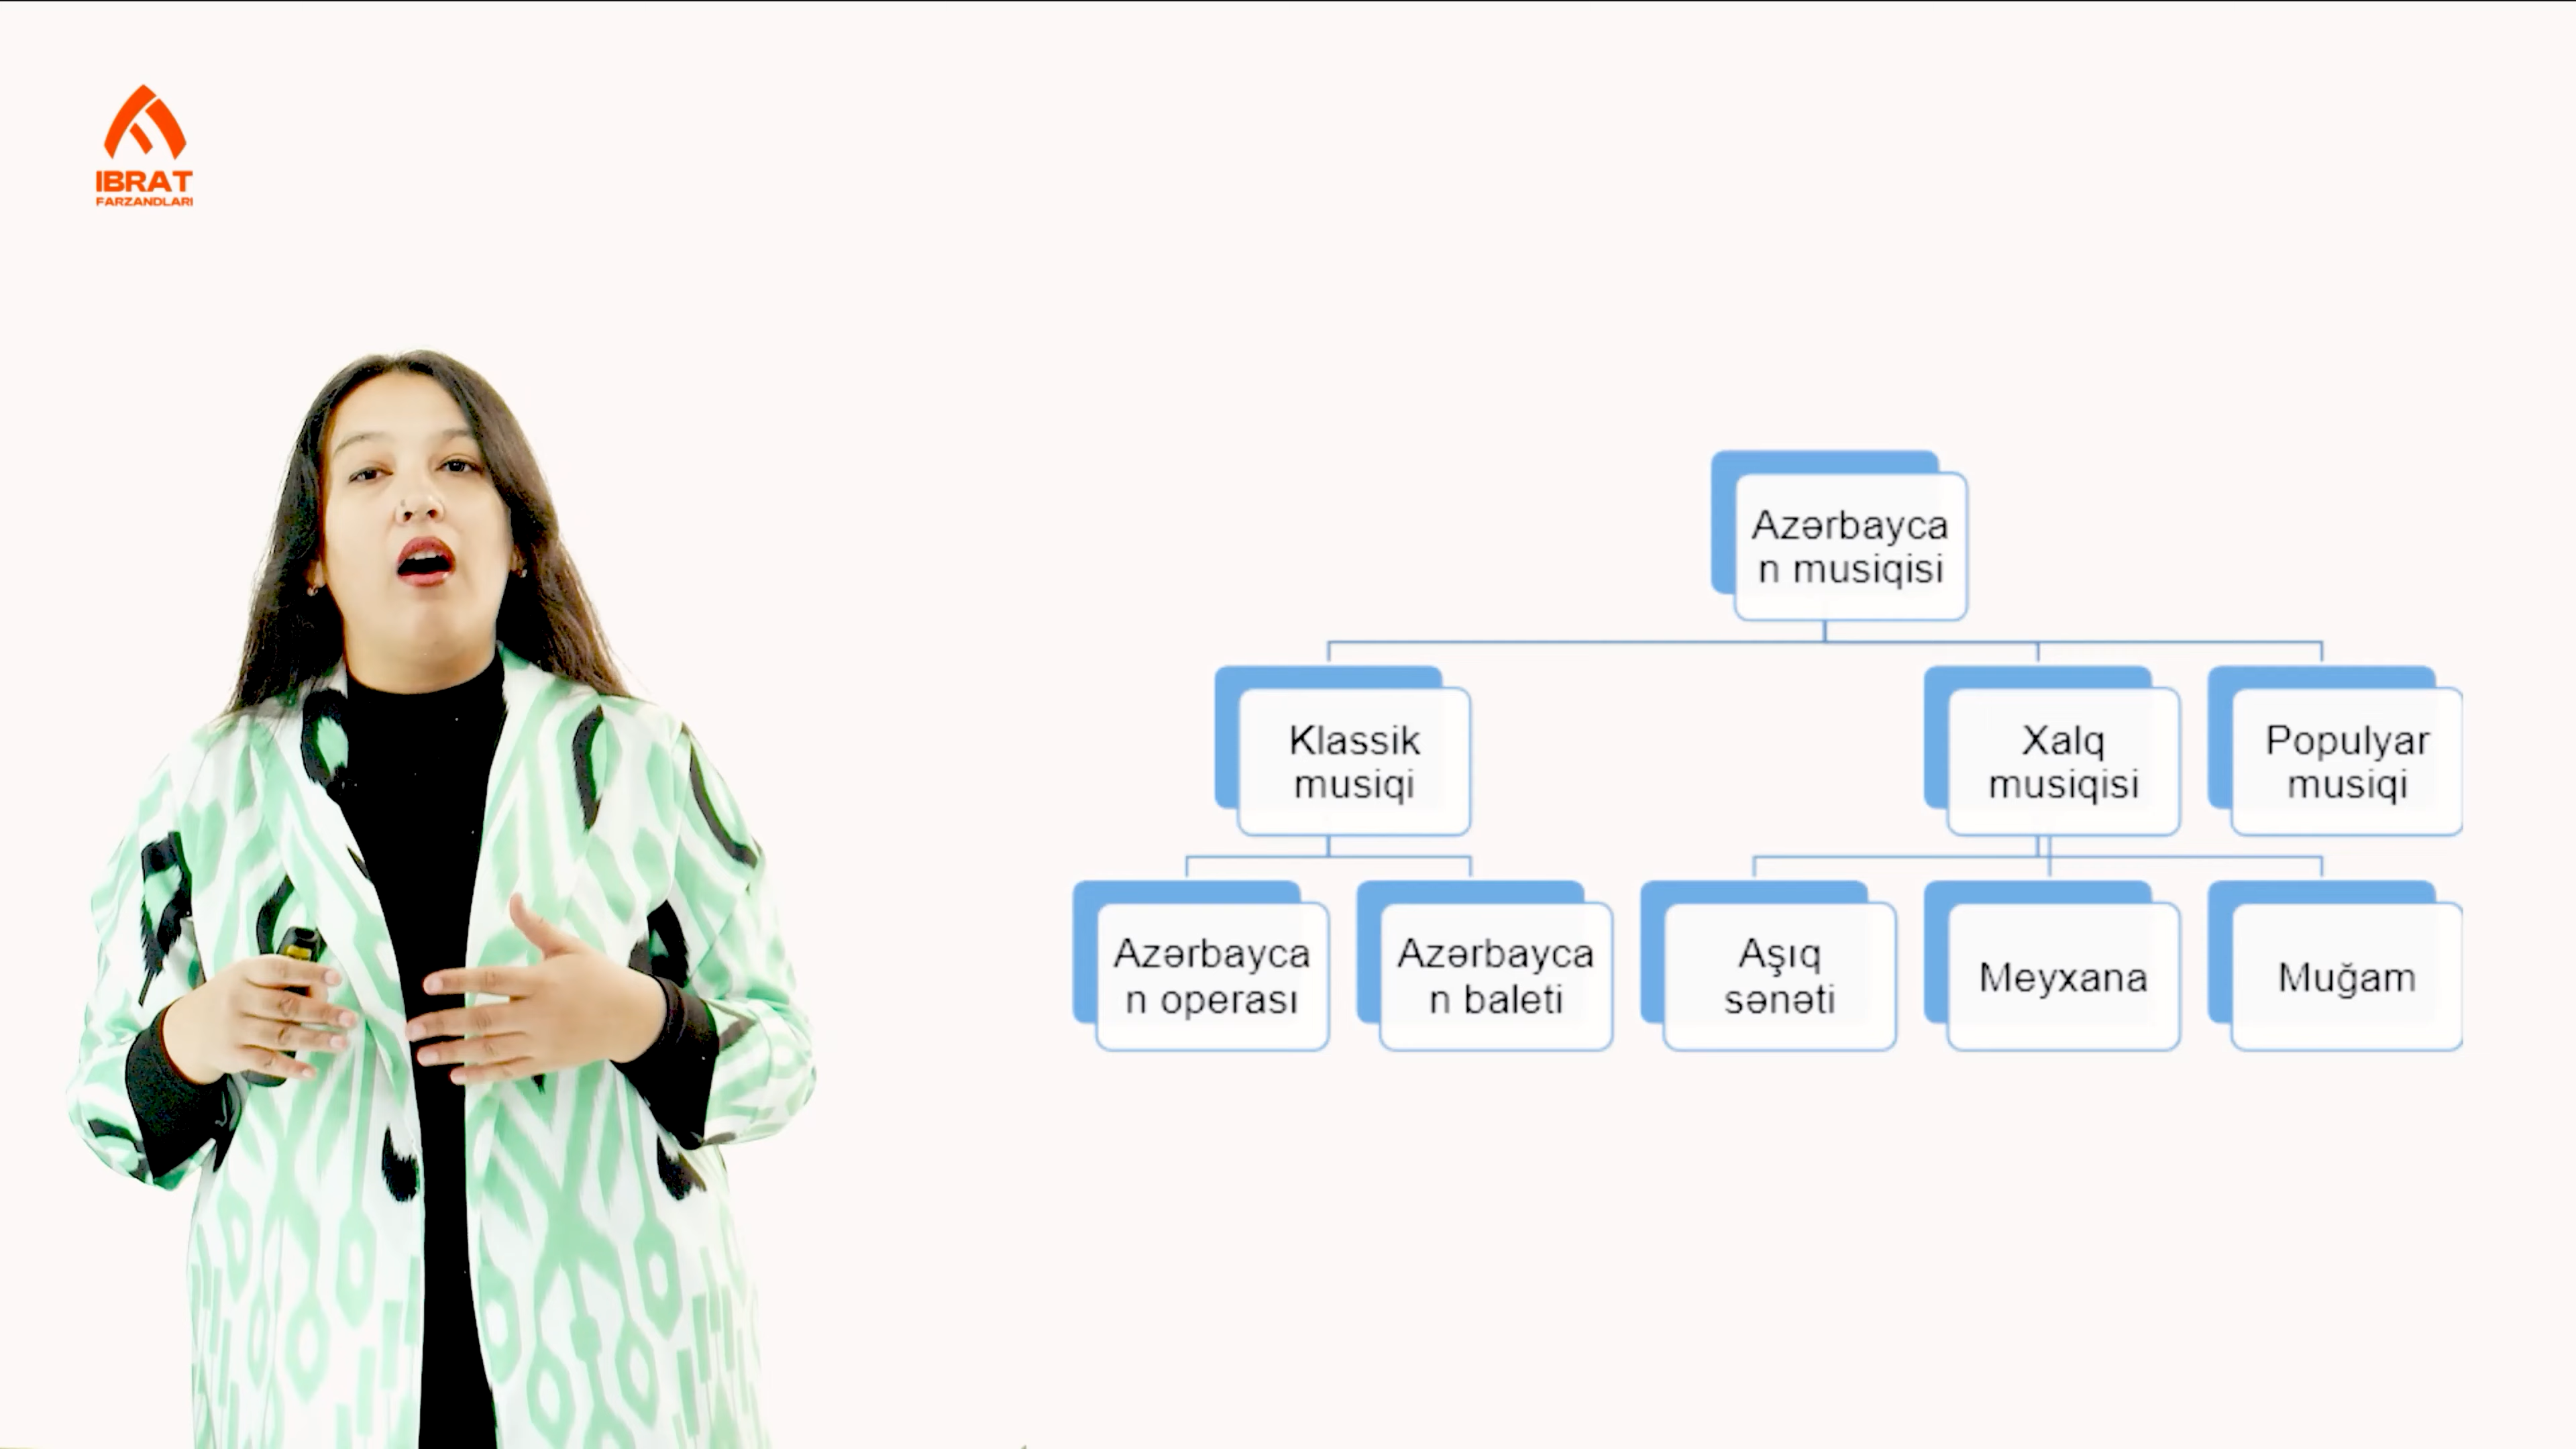 IBRAT
FARZANDLARI
Azərbayca
n musiqisi
Klassik
musiqi
Xalq
musiqisi
Populyar
musiqi
Azərbayca
n operası
Azərbayca
n baleti
Aşıq
sənəti
Meyxana
Muğam